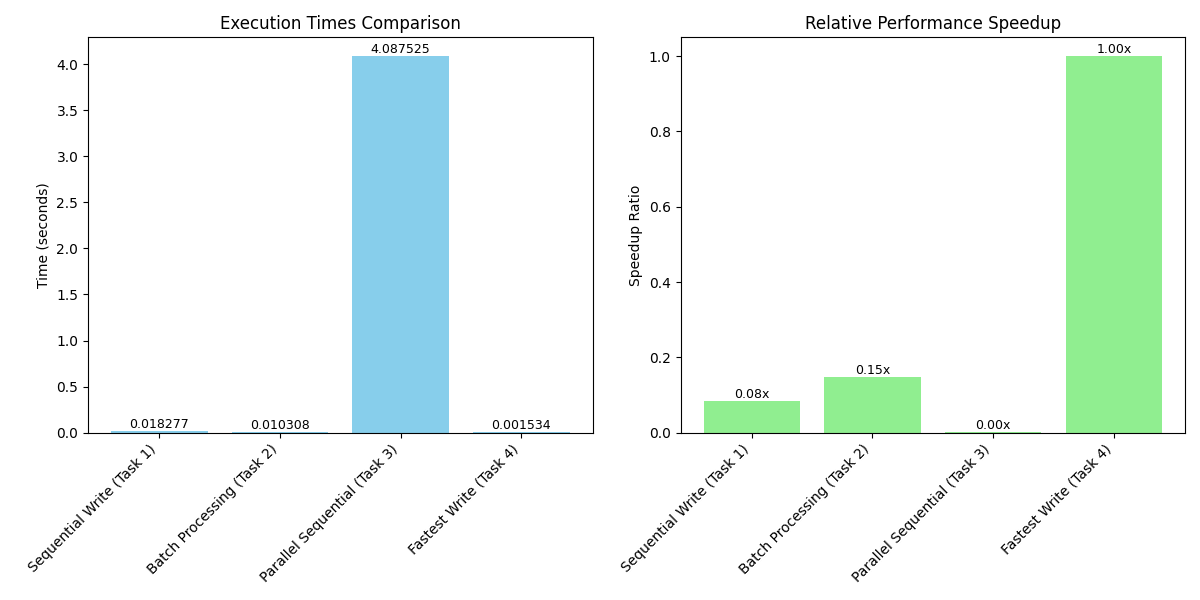 Execution Times Comparison
Time (seconds)
4.0
3.5
3.0
2.5
2.0
1.5
1.0
0.5
0.0
0.018277
0.010308
4.087525
0.001534
Sequential Write (Task 1)
Batch Processing (Task 2)
Parallel Sequential (Task 3)
Fastest Write (Task 4)
Relative Performance Speedup
Speedup Ratio
1.0
0.8
0.6
0.4
0.2
0.0
0.08x
0.15x
0.00x
1.00x
Sequential Write (Task 1)
Batch Processing (Task 2)
Parallel Sequential (Task 3)
Fastest Write (Task 4)